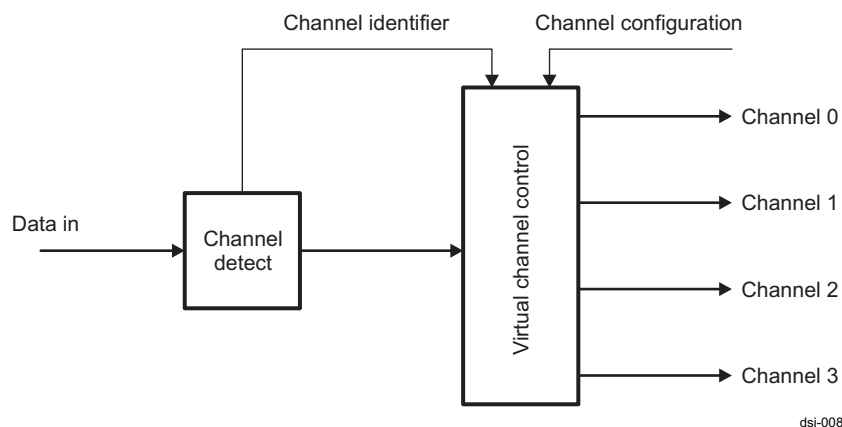 Channel identifier
Channel configuration
Channel 0
Channel 1
Data in
Channel
detect
Virtual channel control
Channel 2
Channel 3
dsi-008